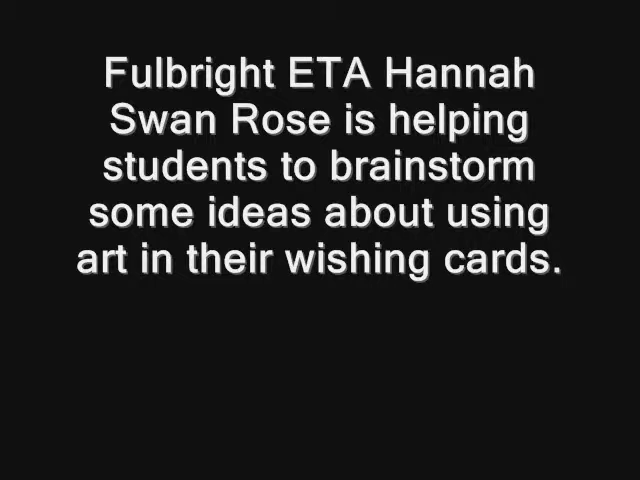 Fulbright ETA Hannah
Swan Rose is helping
students to brainstorm
some ideas about using
art in their wishing cards.